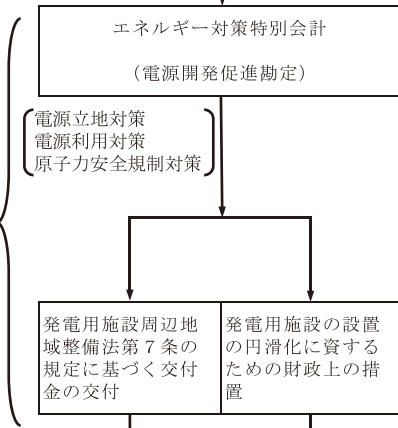 エネルギー対策特別会計
（電源開発促進勘定）
電源立地対策
電源利用対策
原子力安全規制対策
発電用施設周辺地
域整備法第７条の
規定に基づく交付
金の交付
発電用施設の設置
の円滑化に資する
ための財政上の措
置